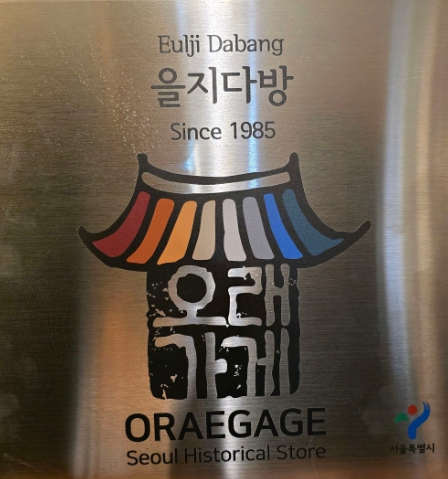 Eulji Dabang
을지다방
Since 1985
오래
가게
ORAEGAGE
Seoul Historical Store
서울특별시